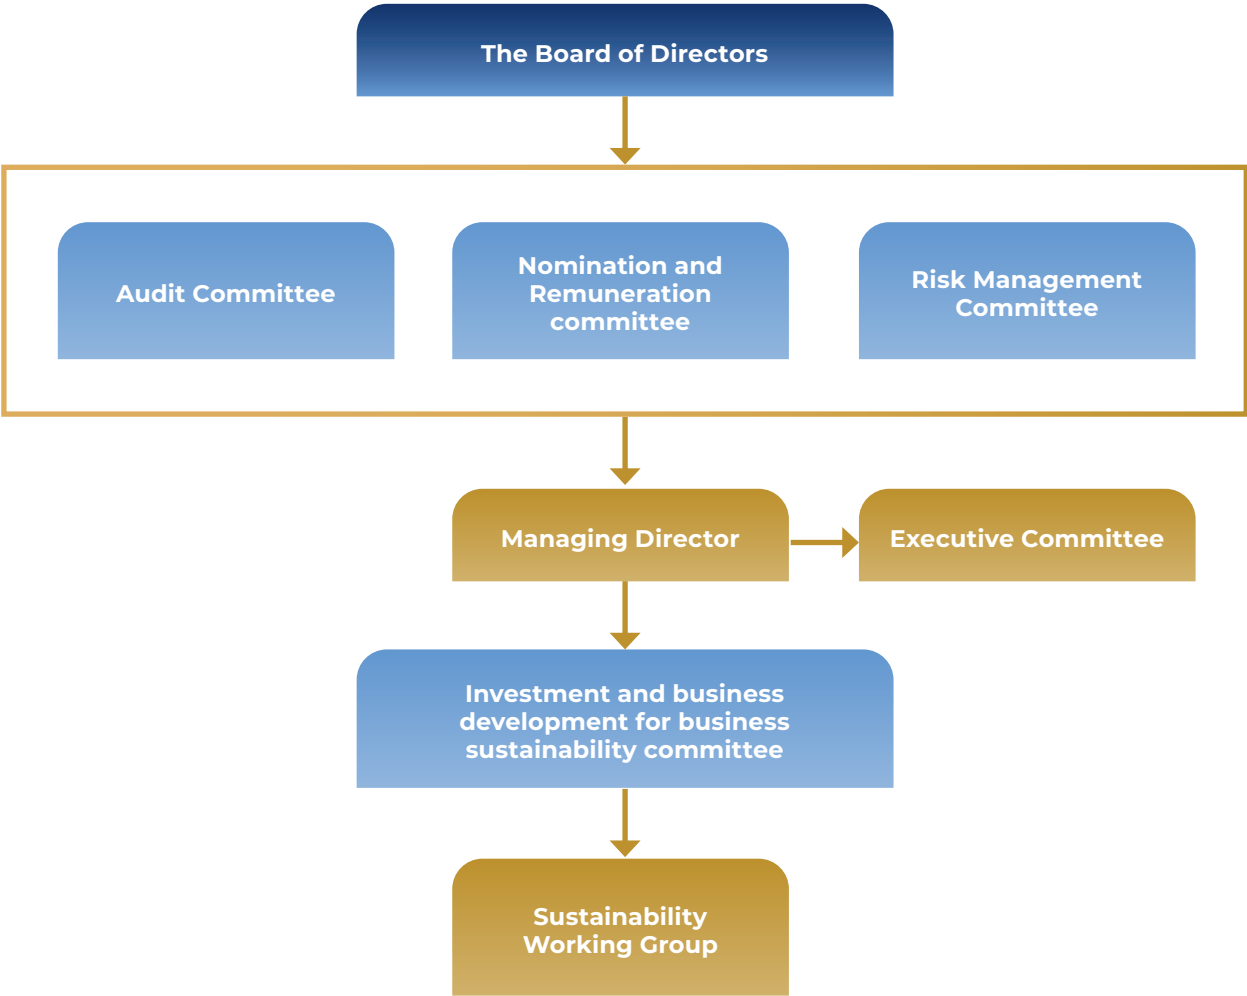 The Board of Directors
Audit Committee
Nomination and
Remuneration
committee
Risk Management
Committee
Managing Director
Executive Committee
Investment and business
development for business
sustainability committee
Sustainability
Working Group